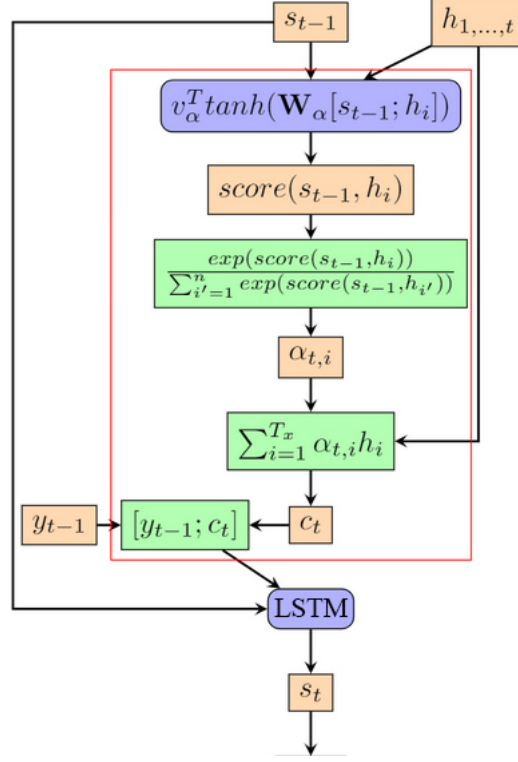 s_{t−1} h_{1,...,t}
v_α^T tanh(W_α[s_{t−1}; h_i])
score(s_{t−1}, h_i)
exp(score(s_{t−1},h_i))
∑_{i′=1}^{n} exp(score(s_{t−1},h_{i′}))
α_{t,i}
∑_{i=1}^{T_x} α_{t,i} h_i
y_{t−1} [y_{t−1}; c_t] c_t
LSTM
s_t